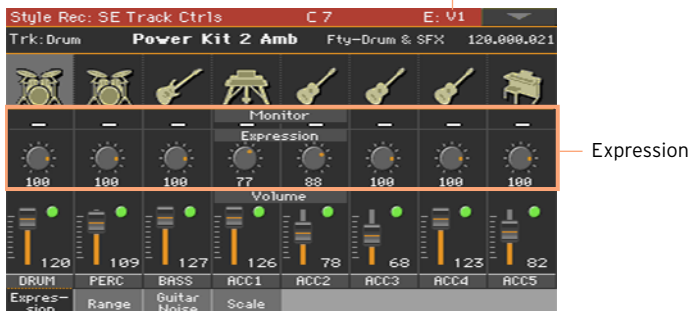 Style Rec: SE Track Ctrls C 7 E: V1
Trk:Drum Power Kit 2 Amb Fty-Drum & SFX 120.000.021
Monitor
Expression
Expression
100 100 100 77 88 100 100 100
Volume
120 109 127 126 78 68 123 82
DRUM PERC BASS ACC1 ACC2 ACC3 ACC4 ACC5
Expres- Range Guitar Scale
sion Noise